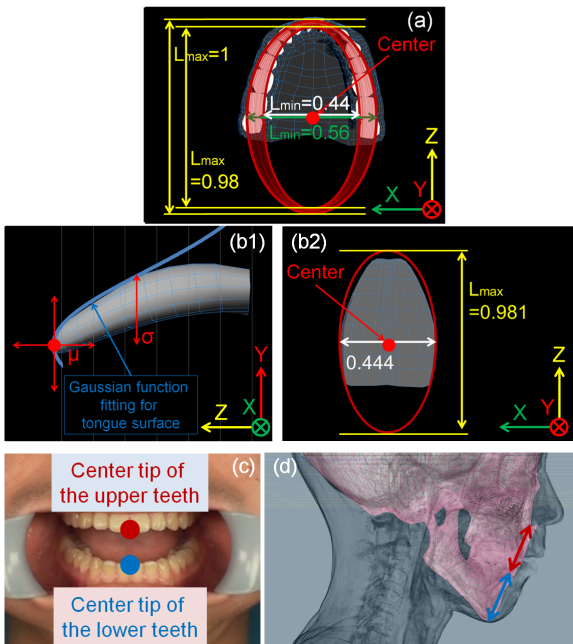 (a)
Lmax=1
Center
Lmin=0.44
Lmin=0.56
Lmax
=0.98
Z
X
Y
(b1)
σ
μ
Gaussian function
fitting for
tongue surface
Y
Z
X
(b2)
Center
Lmax
=0.981
0.444
Z
X
Y
(c)
Center tip of
the upper teeth
Center tip of
the lower teeth
(d)